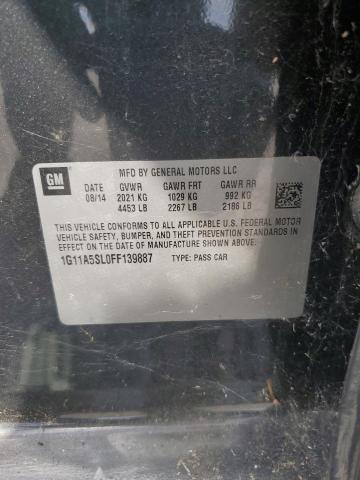 GM
MFD BY GENERAL MOTORS LLC
DATE GVWR GAWR FRT GAWR RR
08/14 2021 KG 1029 KG 992 KG
4453 LB 2267 LB 2186 LB
THIS VEHICLE CONFORMS TO ALL APPLICABLE U.S. FEDERAL MOTOR
VEHICLE SAFETY, BUMPER, AND THEFT PREVENTION STANDARDS
IN EFFECT ON THE DATE OF MANUFACTURE SHOWN ABOVE.
1G11A5SL0FF139887 TYPE: PASS CAR